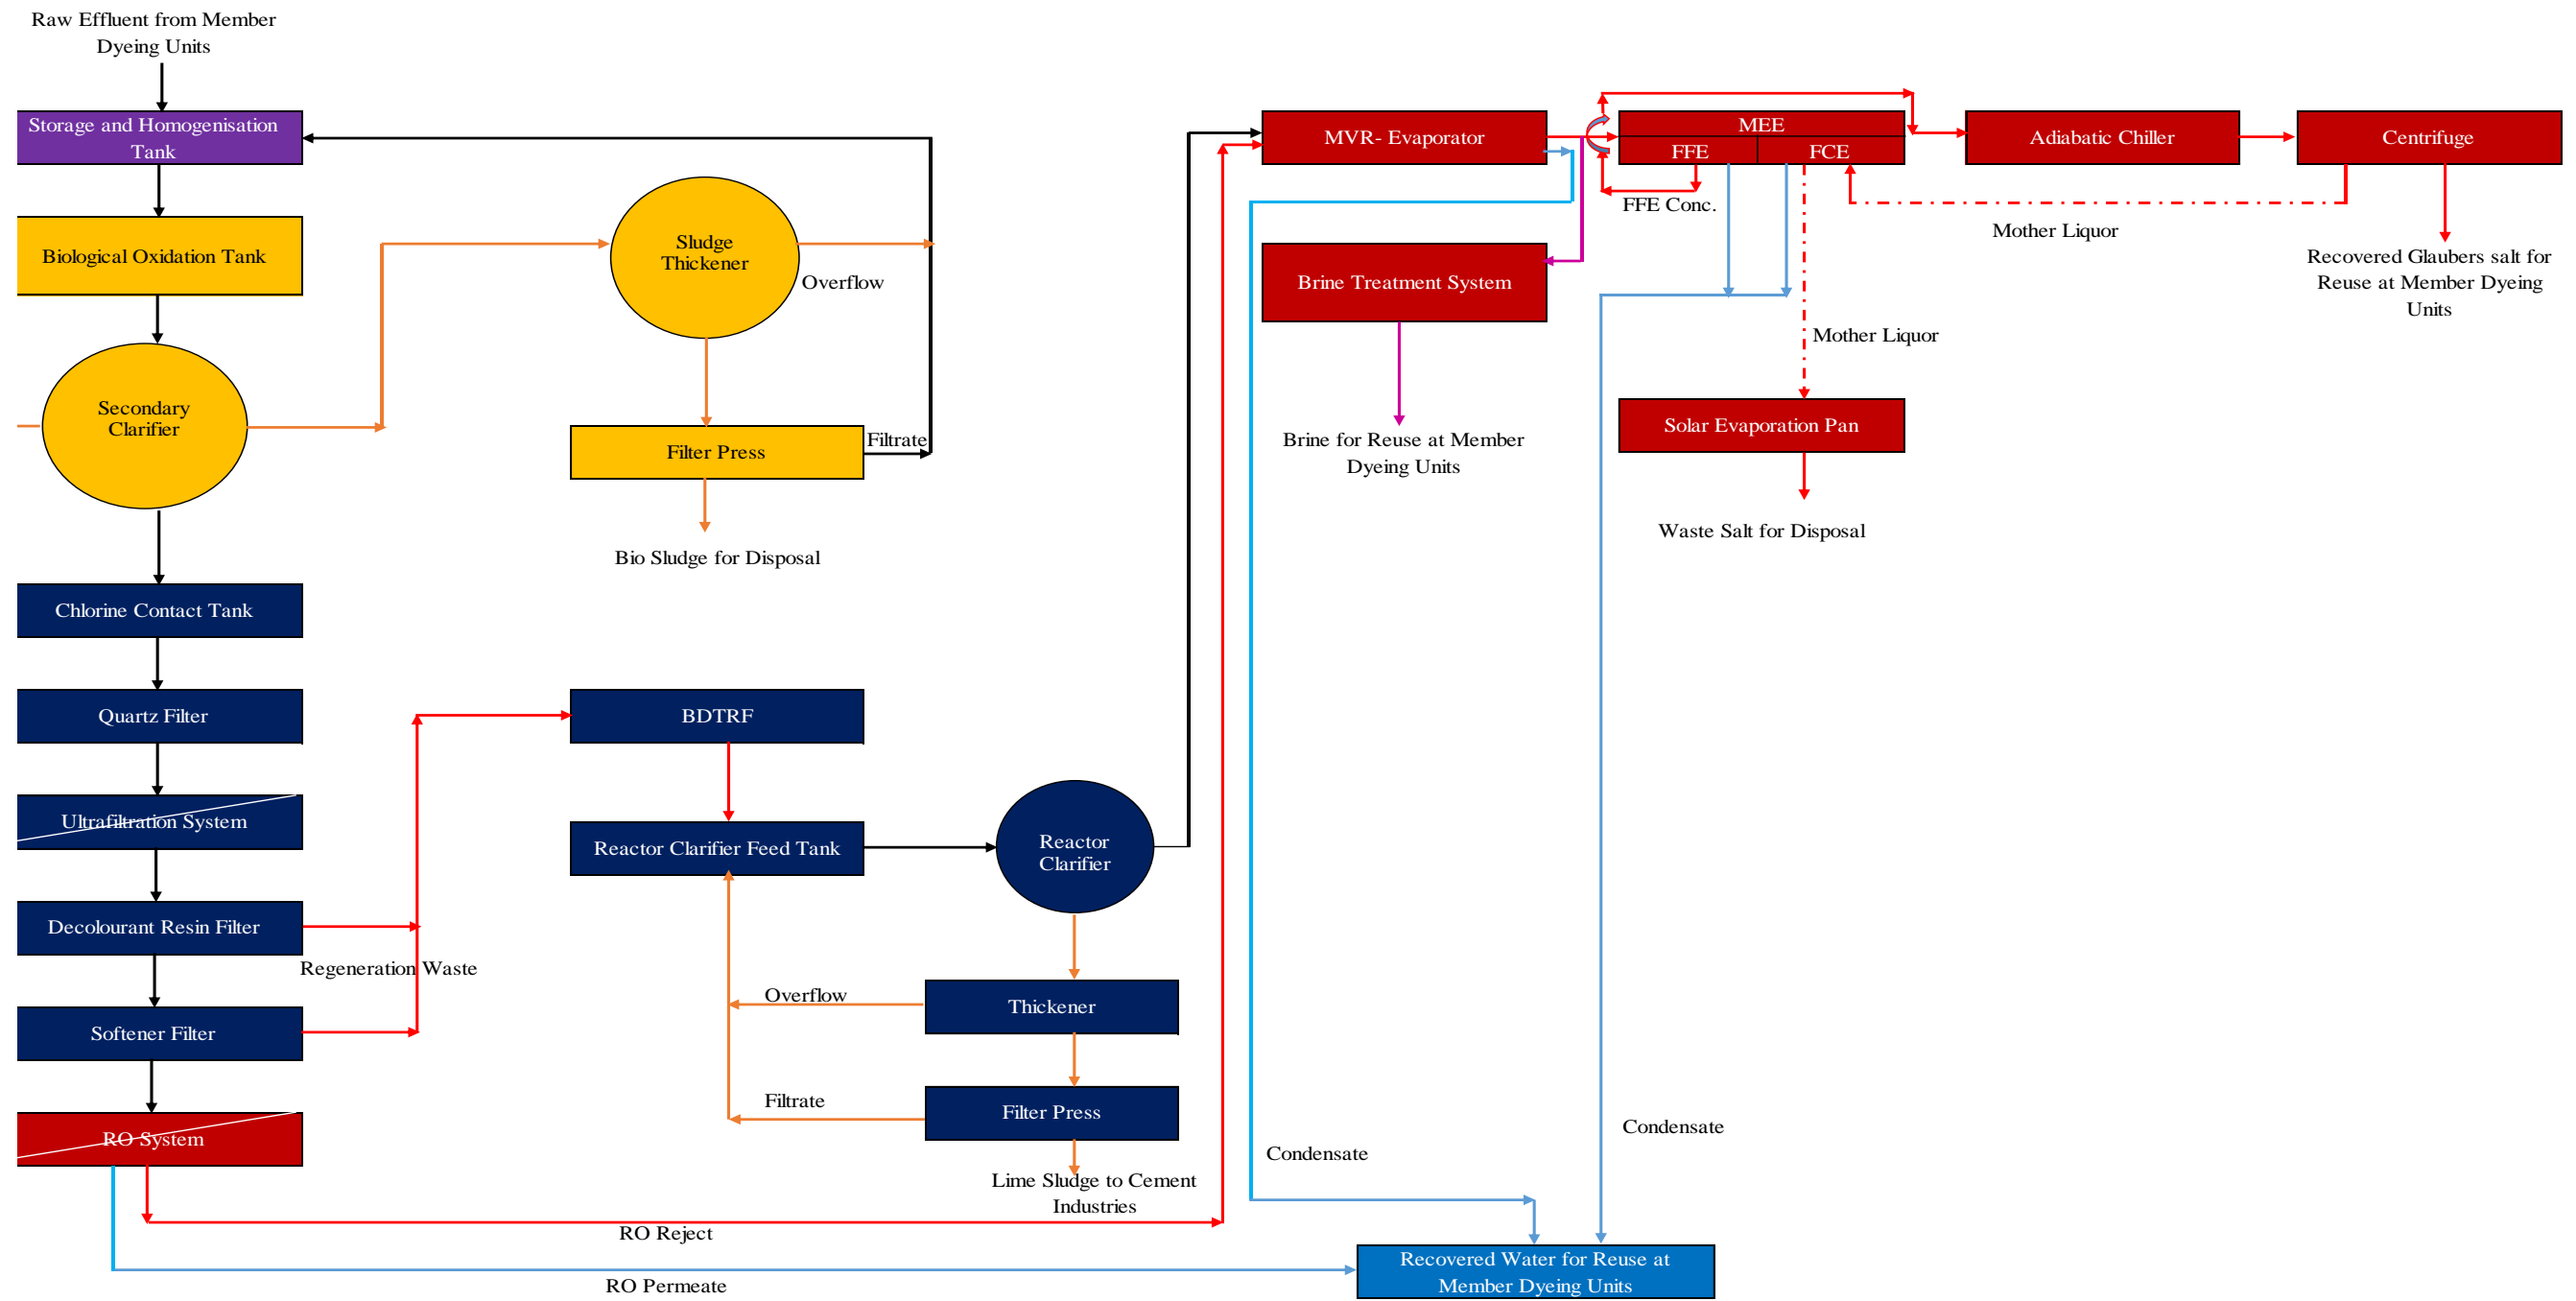 Raw Effluent from Member
Dyeing Units
Storage and Homogenisation
Tank
Biological Oxidation Tank
Secondary
Clarifier
Chlorine Contact Tank
Quartz Filter
Ultrafiltration System
Decolourant Resin Filter
Regeneration Waste
Softener Filter
RO System
Sludge
Thickener
Overflow
Filter Press
Filtrate
Bio Sludge for Disposal
BDTRF
Reactor Clarifier Feed Tank
Reactor
Clarifier
Thickener
Overflow
Filter Press
Filtrate
Lime Sludge to Cement
Industries
RO Reject
RO Permeate
MVR- Evaporator
MEE
FFE
FCE
FFE Conc.
Adiabatic Chiller
Centrifuge
Mother Liquor
Recovered Glaubers salt for
Reuse at Member Dyeing
Units
Brine Treatment System
Brine for Reuse at Member
Dyeing Units
Mother Liquor
Solar Evaporation Pan
Waste Salt for Disposal
Condensate
Condensate
Recovered Water for Reuse at
Member Dyeing Units